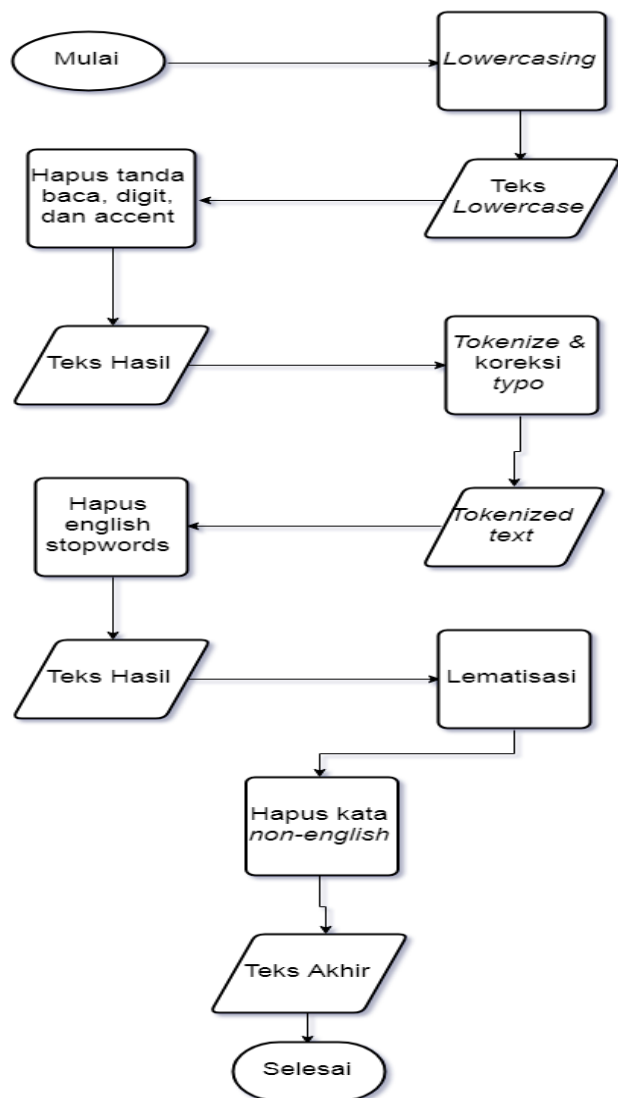 Mulai
Lowercasing
Teks
Lowercase
Hapus tanda
baca, digit,
dan accent
Teks Hasil
Tokenize &
koreksi
typo
Tokenized
text
Hapus
english
stopwords
Teks Hasil
Lematisasi
Hapus kata
non-english
Teks Akhir
Selesai